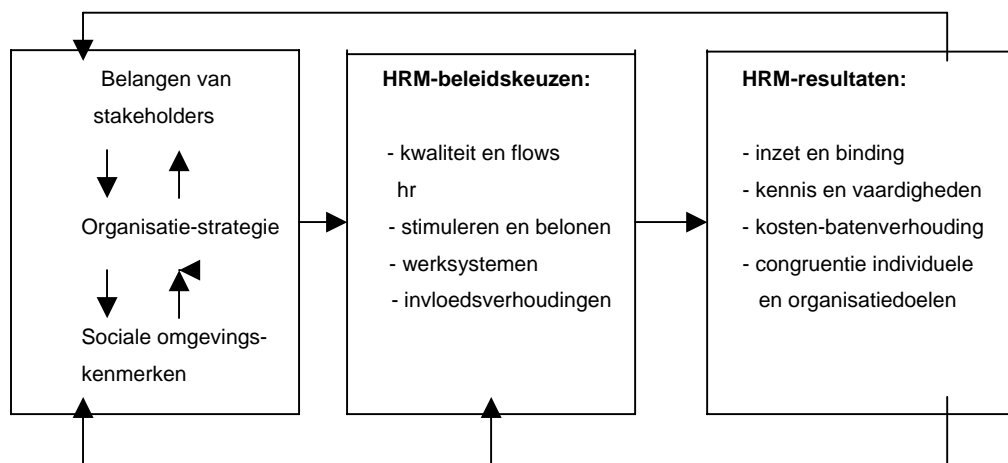 Belangen van
stakeholders
Organisatie-strategie
Sociale omgevings-
kenmerken
HRM-beleidskeuzen:
- kwaliteit en flows
hr
- stimuleren en belonen
- werksystemen
- invloedsverhoudingen
HRM-resultaten:
- inzet en binding
- kennis en vaardigheden
- kosten-batenverhouding
- congruentie individuele
en organisatiedoelen